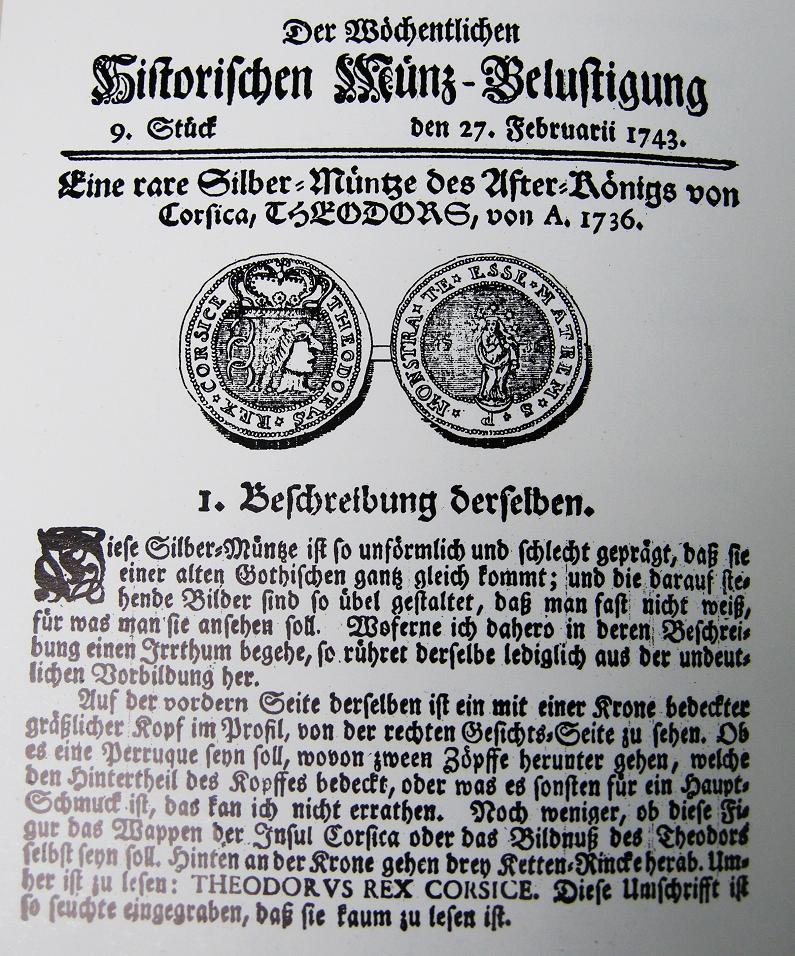 Der Wöchentlichen
Historischen Münz-Belustigung
9. Stück den 27. Februarii 1743.
Eine rare Silber-Müntze des After-Königs von
Corsica, THEODORS, von A. 1736.
THEODORVS REX CORSICE
MONSTRA TE ESSE MATREM S P
1. Beschreibung derselben.
Diese Silber-Müntze ist so unförmlich und schlecht geprägt, daß sie
einer alten Gothischen gantz gleich kommt; und die darauf ste-
hende Bilder sind so übel gestaltet, daß man fast nicht weiß,
für was man sie ansehen soll. Woferne ich dahero in deren Beschrei-
bung einen Irrthum begehe, so rühret derselbe lediglich aus der undeut-
lichen Vorbildung her.
Auf der vordern Seite derselben ist ein mit einer Krone bedeckter
gräßlicher Kopf im Profil, von der rechten Gesichts-Seite zu sehen. Ob
es eine Perruque seyn soll, wovon zween Zöpffe herunter gehen, welche
den Hintertheil des Kopffes bedeckt, oder was es sonsten für ein Haupt-
Schmuck ist, das kan ich nicht errathen. Noch weniger, ob diese Fi-
gur das Wappen der Insul Corsica oder das Bildnuß des Theodors
selbst seyn soll. Hinten an der Krone gehen drey Ketten-Rincke herab. Um-
her ist zu lesen: THEODORVS REX CORSICE. Diese Umschrifft ist
so seuchte eingegraben, daß sie kaum zu lesen ist.